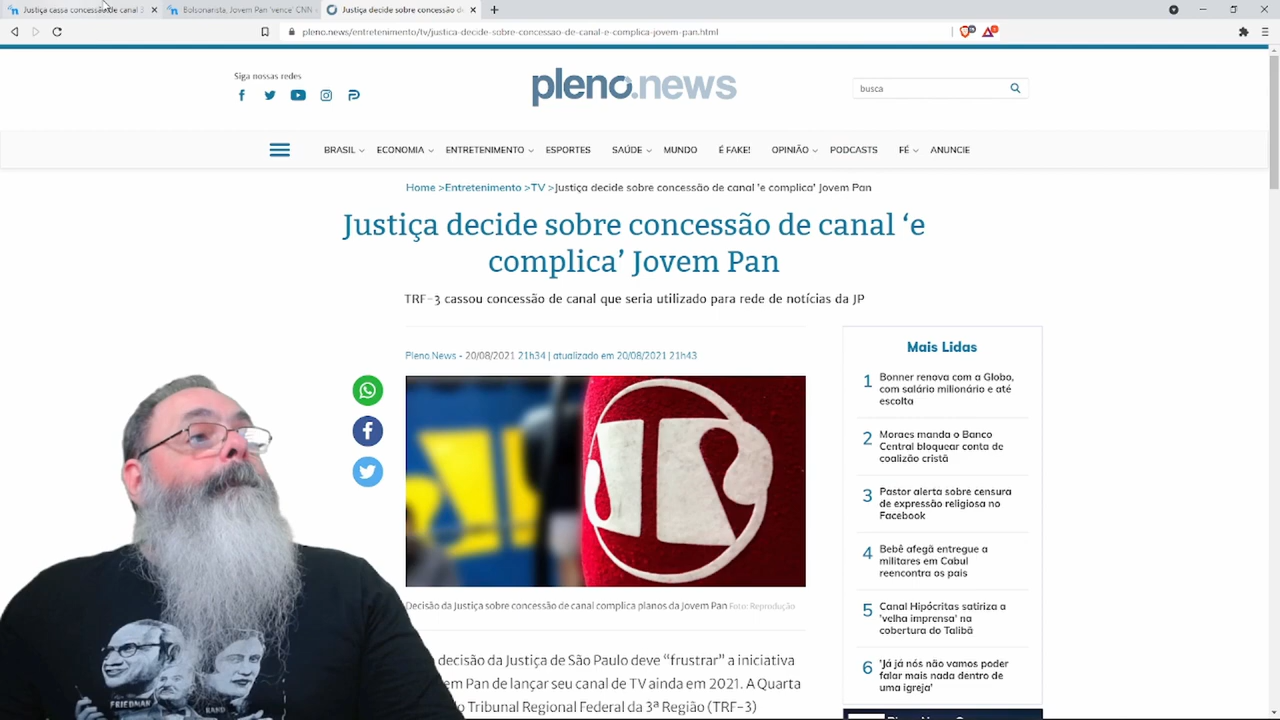 Justiça cassa concessão de canal 3
Bolsonarista, Jovem Pan 'vence' CNN
Justiça decide sobre concessão de
pleno.news/entretenimento/tv/justica-decide-sobre-concessao-de-canal-e-complica-jovem-pan.html
Siga nossas redes
pleno.news
busca
BRASIL ECONOMIA ENTRETENIMENTO ESPORTES SAÚDE MUNDO É FAKE! OPINIÃO PODCASTS FÉ ANUNCIE
Home >Entretenimento >TV >Justiça decide sobre concessão de canal 'e complica' Jovem Pan
Justiça decide sobre concessão de canal ‘e
complica’ Jovem Pan
TRF-3 cassou concessão de canal que seria utilizado para rede de notícias da JP
Pleno.News - 20/08/2021 21h34 | atualizado em 20/08/2021 21h43
Decisão da Justiça sobre concessão de canal complica planos da Jovem Pan Foto: Reprodução
decisão da Justiça de São Paulo deve “frustrar” a iniciativa
em Pan de lançar seu canal de TV ainda em 2021. A Quarta
o Tribunal Regional Federal da 3ª Região (TRF-3)
Mais Lidas
1 Bonner renova com a Globo,
com salário milionário e até
escolta
2 Moraes manda o Banco
Central bloquear conta de
coalizão cristã
3 Pastor alerta sobre censura
de expressão religiosa no
Facebook
4 Bebê afegã entregue a
militares em Cabul
reencontra os pais
5 Canal Hipócritas satiriza a
'velha imprensa' na
cobertura do Talibã
6 'Já já nós não vamos poder
falar mais nada dentro de
uma igreja'
FRIEDMAN
RAND